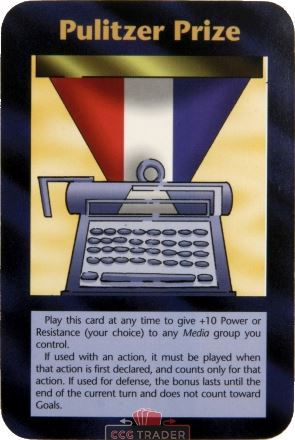 Pulitzer Prize
Play this card at any time to give +10 Power or
Resistance (your choice) to any Media group you
control.
If used with an action, it must be played when
that action is first declared, and counts only for that
action. If used for defense, the bonus lasts until the
end of the current turn and does not count toward
Goals.
CCG TRADER